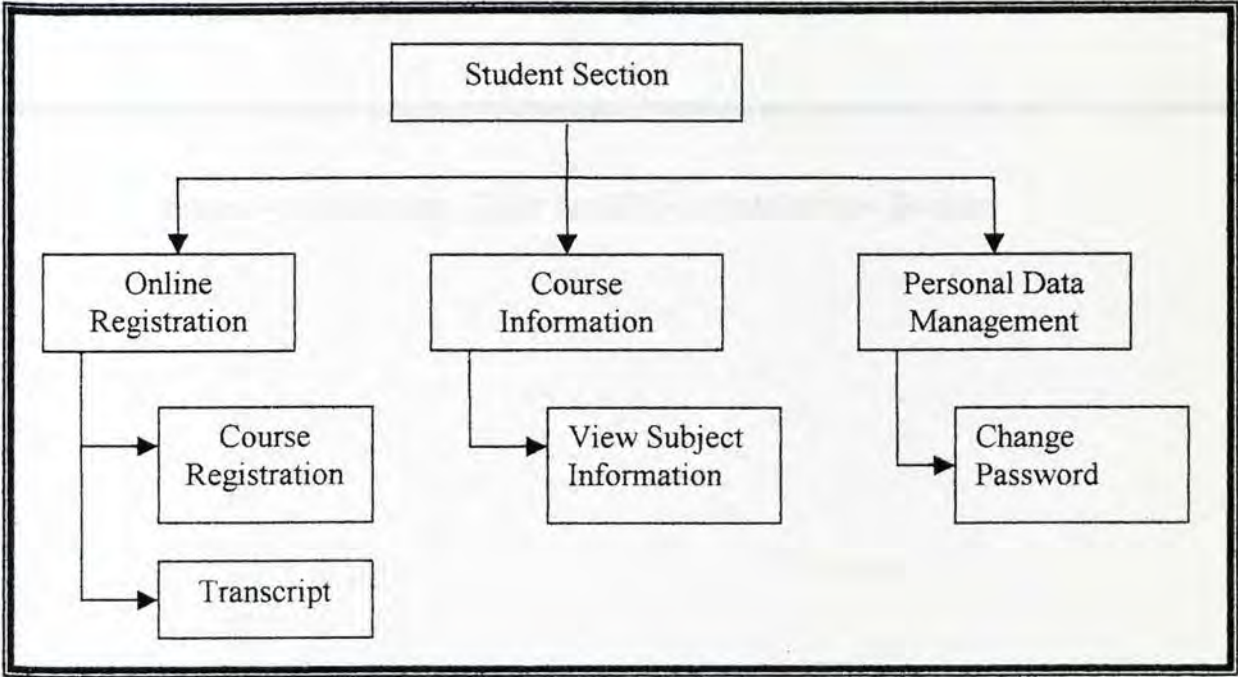 Student Section
Online
Registration
Course
Information
Personal Data
Management
Course
Registration
View Subject
Information
Change
Password
Transcript